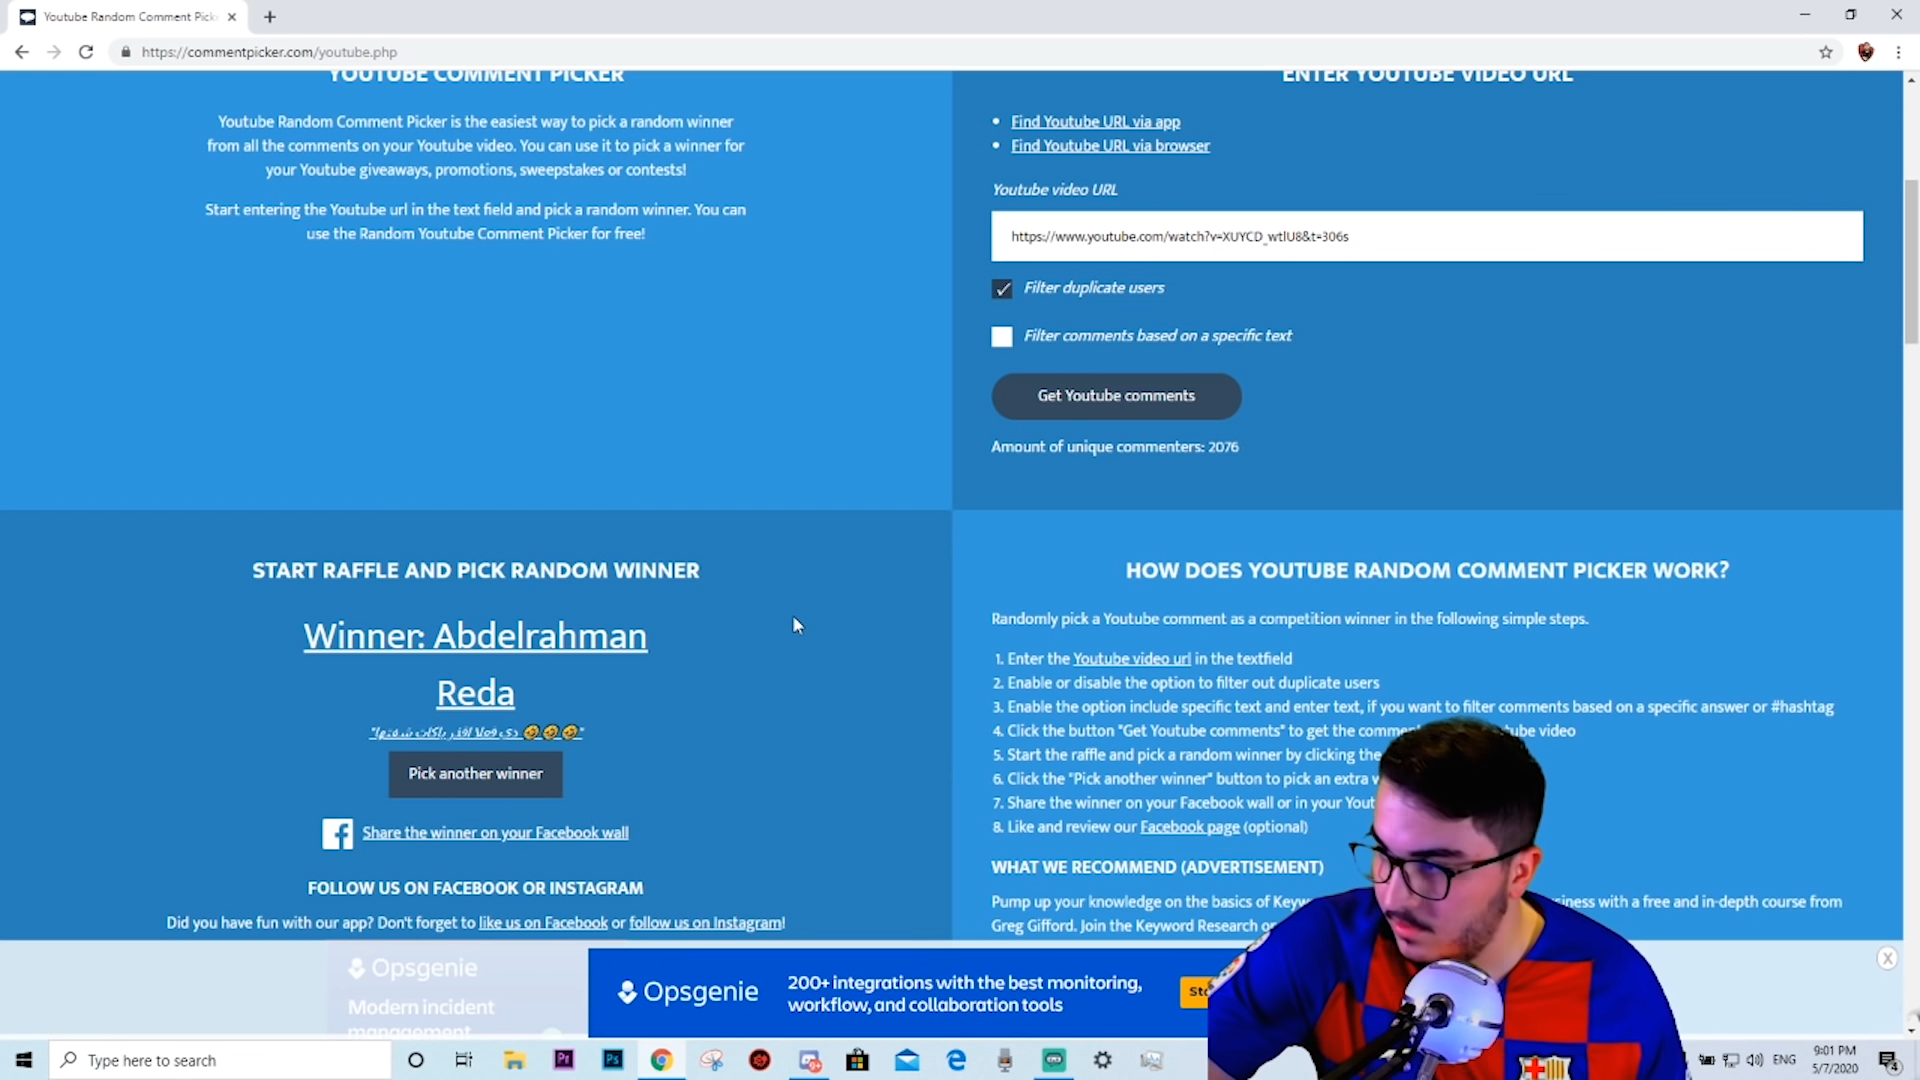 Youtube Random Comment Pick
https://commentpicker.com/youtube.php
YOUTUBE COMMENT PICKER
Youtube Random Comment Picker is the easiest way to pick a random winner
from all the comments on your Youtube video. You can use it to pick a winner for
your Youtube giveaways, promotions, sweepstakes or contests!
Start entering the Youtube url in the text field and pick a random winner. You can
use the Random Youtube Comment Picker for free!
ENTER YOUTUBE VIDEO URL
• Find Youtube URL via app
• Find Youtube URL via browser
Youtube video URL
https://www.youtube.com/watch?v=XUYCD_wtlU8&t=306s
Filter duplicate users
Filter comments based on a specific text
Get Youtube comments
Amount of unique commenters: 2076
START RAFFLE AND PICK RANDOM WINNER
Winner: Abdelrahman
Reda
"دي فعلا اقذر باكات شفتها 🤣🤣🤣"
Pick another winner
Share the winner on your Facebook wall
FOLLOW US ON FACEBOOK OR INSTAGRAM
Did you have fun with our app? Don't forget to like us on Facebook or follow us on Instagram!
HOW DOES YOUTUBE RANDOM COMMENT PICKER WORK?
Randomly pick a Youtube comment as a competition winner in the following simple steps.
1. Enter the Youtube video url in the textfield
2. Enable or disable the option to filter out duplicate users
3. Enable the option include specific text and enter text, if you want to filter comments based on a specific answer or #hashtag
4. Click the button "Get Youtube comments" to get the comme tube video
5. Start the raffle and pick a random winner by clicking the
6. Click the "Pick another winner" button to pick an extra w
7. Share the winner on your Facebook wall or in your Yout
8. Like and review our Facebook page (optional)
WHAT WE RECOMMEND (ADVERTISEMENT)
Pump up your knowledge on the basics of Keyw iness with a free and in-depth course from
Greg Gifford. Join the Keyword Research o
Opsgenie
Modern incident
management
Opsgenie
200+ integrations with the best monitoring,
workflow, and collaboration tools
St
Type here to search
ENG
9:01 PM
5/7/2020
4